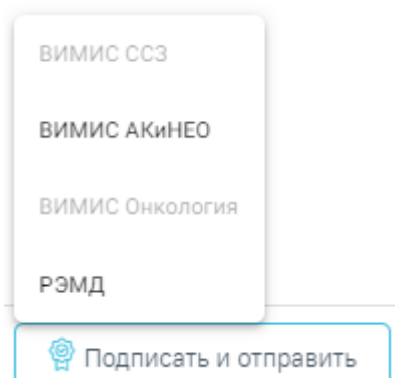 ВИМИС ССЗ
ВИМИС АКиНЕО
ВИМИС Онкология
РЭМД
Подписать и отправить